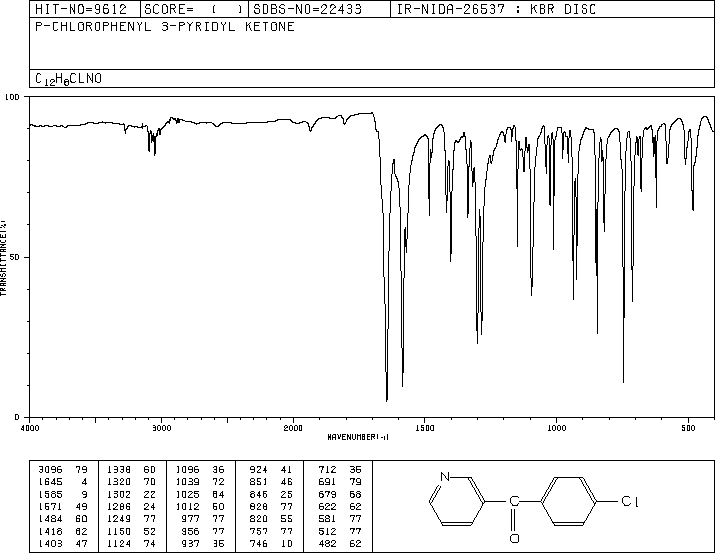 HIT-NO=9612 SCORE= ( ) SDBS-NO=22433 IR-NIDA-26537 : KBR DISC
P-CHLOROPHENYL 3-PYRIDYL KETONE
C12H8CLNO
100
50
0
TRANSMITTANCE(%)
4000 3000 2000 1500 1000 500
WAVENUMBER(-1)
3096 79 1338 60 1096 36 924 41 712 35
1645 4 1320 70 1039 72 851 46 691 79
1585 9 1302 22 1025 64 846 25 679 68
1571 49 1286 24 1012 50 828 77 622 62
1484 60 1249 77 977 77 820 55 581 77
1418 62 1150 52 956 77 757 77 512 77
1403 47 1124 74 937 35 746 10 482 62
N
C
O
Cl